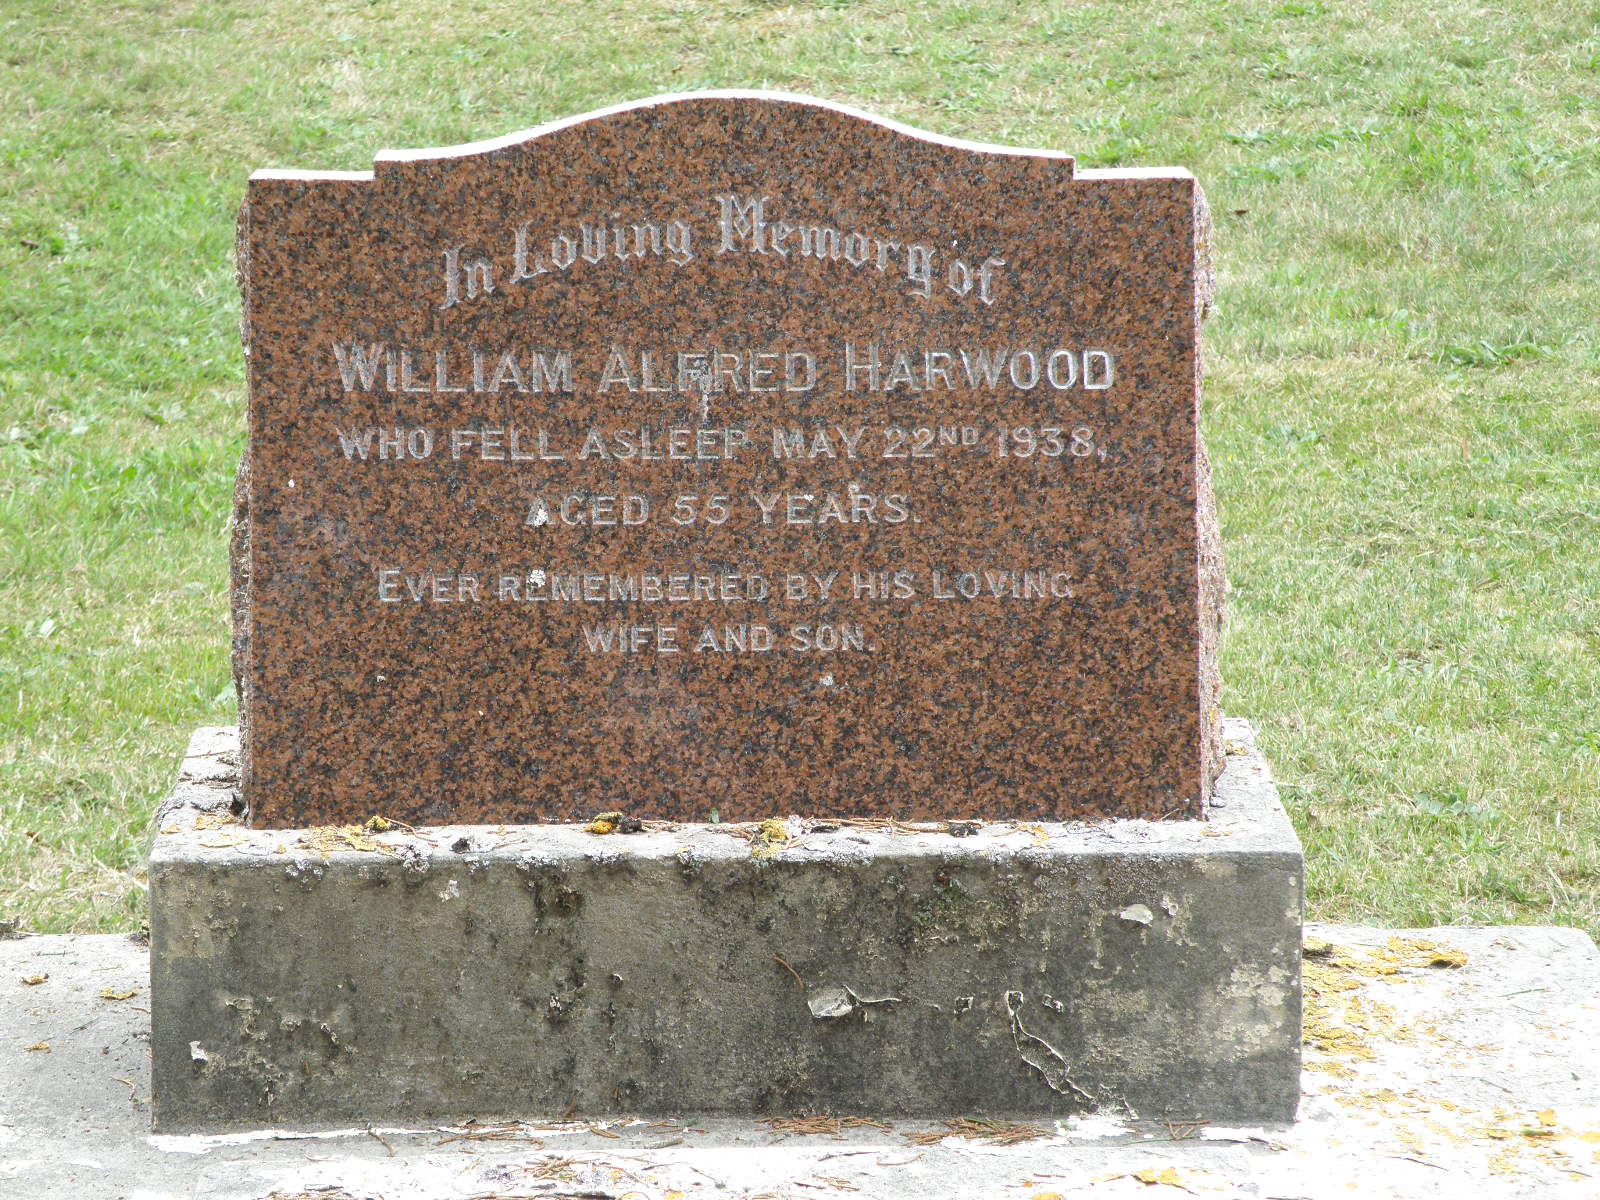 In Loving Memory of
WILLIAM ALFRED HARWOOD
WHO FELL ASLEEP MAY 22ND 1938,
AGED 55 YEARS.
EVER REMEMBERED BY HIS LOVING
WIFE AND SON.